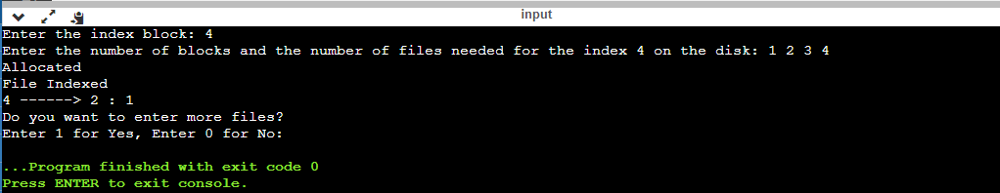 input
Enter the index block: 4
Enter the number of blocks and the number of files needed for the index 4 on the disk: 1 2 3 4
Allocated
File Indexed
4 ------> 2 : 1
Do you want to enter more files?
Enter 1 for Yes, Enter 0 for No:
...Program finished with exit code 0
Press ENTER to exit console.